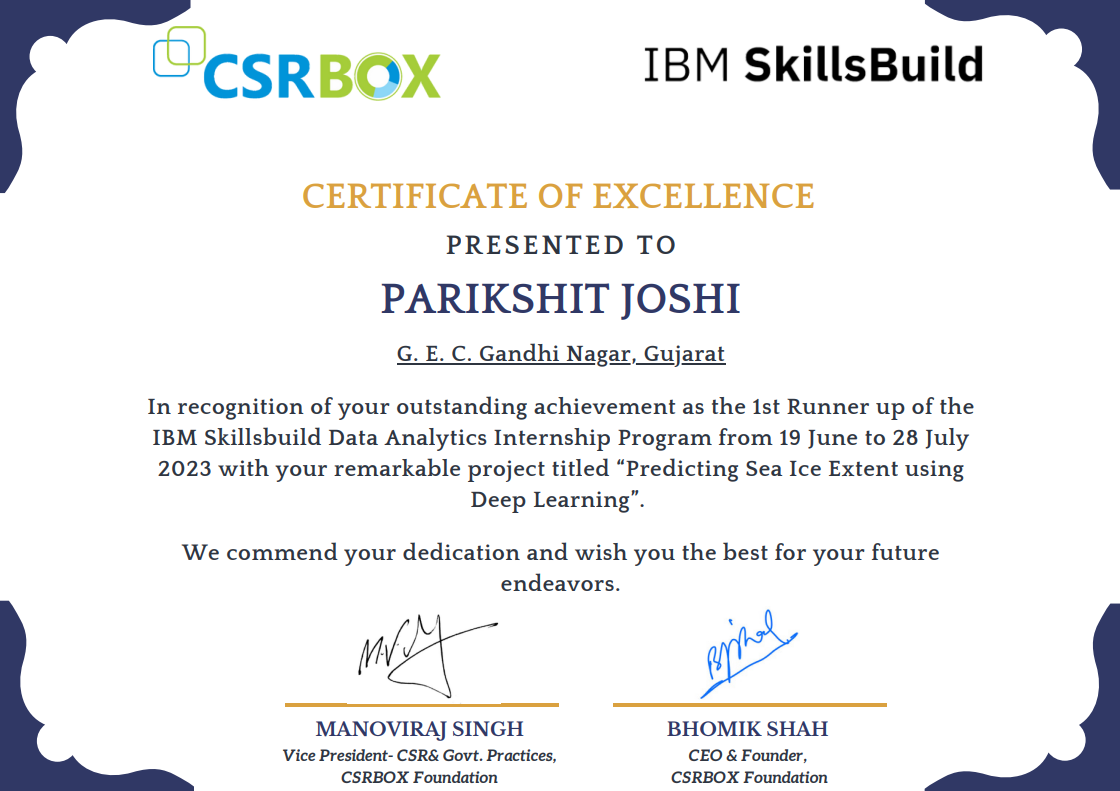 CSRBOX
IBM SkillsBuild
CERTIFICATE OF EXCELLENCE
PRESENTED TO
PARIKSHIT JOSHI
G. E. C. Gandhi Nagar, Gujarat
In recognition of your outstanding achievement as the 1st Runner up of the
IBM Skillsbuild Data Analytics Internship Program from 19 June to 28 July
2023 with your remarkable project titled “Predicting Sea Ice Extent using
Deep Learning”.
We commend your dedication and wish you the best for your future
endeavors.
MANOVIRAJ SINGH
Vice President- CSR& Govt. Practices,
CSRBOX Foundation
BHOMIK SHAH
CEO & Founder,
CSRBOX Foundation